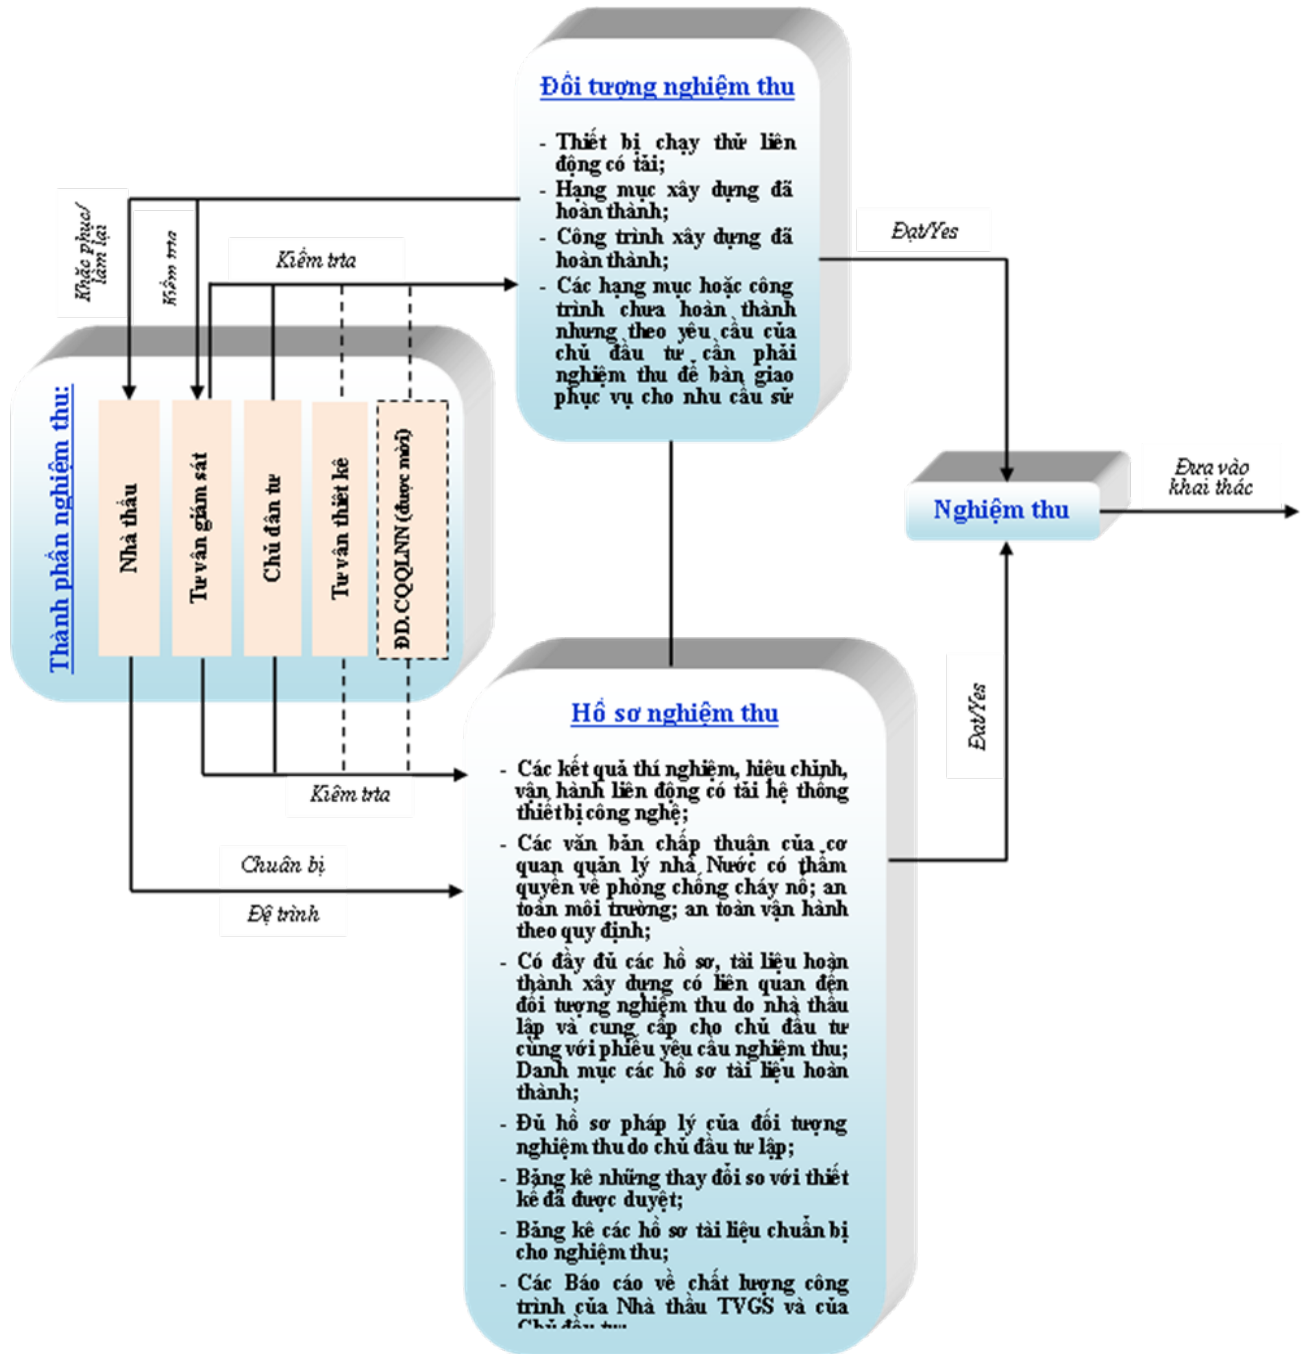 Đối tượng nghiệm thu
- Thiết bị chạy thử liên
động có tải;
- Hạng mục xây dựng đã
hoàn thành;
- Công trình xây dựng đã
hoàn thành;
- Các hạng mục hoặc công
trình chưa hoàn thành
nhưng theo yêu cầu của
chủ đầu tư cần phải
nghiệm thu để bàn giao
phục vụ cho nhu cầu sử
Khắc phục/
làm lại
Kiểm trta
Kiểm trta
Đạt/Yes
Thành phần nghiệm thu:
Nhà thầu
Tư vấn giám sát
Chủ đân tư
Tư vấn thiết kê
ĐD.CQQLNN (được mời)
Nghiệm thu
Đưa vào
khai thác
Đạt/Yes
Kiểm trta
Chuẩn bị
Đệ trình
Hồ sơ nghiệm thu
- Các kết quả thí nghiệm, hiệu chỉnh,
vận hành liên động có tải hệ thống
thiết bị công nghệ;
- Các văn bản chấp thuận của cơ
quan quản lý nhà Nước có thẩm
quyền về phòng chống cháy nổ; an
toàn môi trường; an toàn vận hành
theo quy định;
- Có đầy đủ các hồ sơ, tài liệu hoàn
thành xây dựng có liên quan đến
đối tượng nghiệm thu do nhà thầu
lập và cung cấp cho chủ đầu tư
cùng với phiếu yêu cầu nghiệm thu;
Danh mục các hồ sơ tài liệu hoàn
thành;
- Đủ hồ sơ pháp lý của đối tượng
nghiệm thu do chủ đầu tư lập;
- Bảng kê những thay đổi so với thiết
kế đã được duyệt;
- Bảng kê các hồ sơ tài liệu chuẩn bị
cho nghiệm thu;
- Các Báo cáo về chất lượng công
trình của Nhà thầu TVGS và của
Chủ đầu tư;